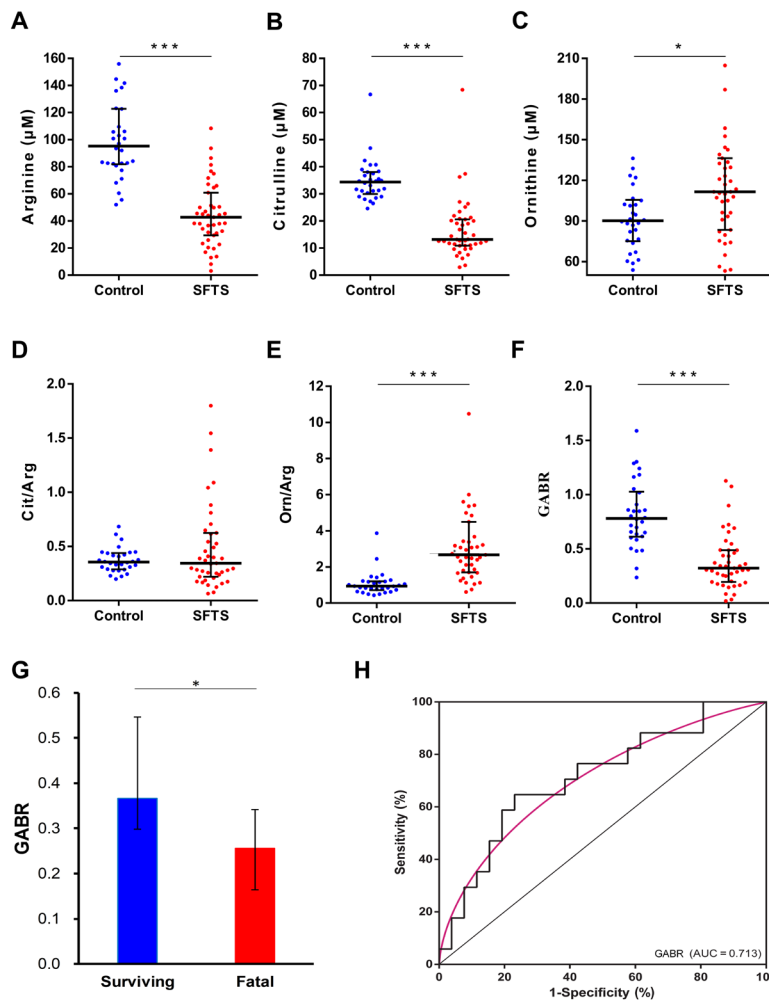 A
***
Arginine (μM)
160
140
120
100
80
60
40
20
0
Control SFTS
B
***
Citrulline (μM)
80
70
60
50
40
30
20
10
0
Control SFTS
C
*
Ornithine (μM)
210
180
150
120
90
60
Control SFTS
D
Cit/Arg
2.0
1.5
1.0
0.5
0.0
Control SFTS
E
***
Orn/Arg
12
10
8
6
4
2
0
Control SFTS
F
***
GABR
2.0
1.5
1.0
0.5
0.0
Control SFTS
G
*
GABR
0.6
0.5
0.4
0.3
0.2
0.1
0.0
Surviving Fatal
H
Sensitivity (%)
100
80
60
40
20
0
GABR (AUC = 0.713)
0 20 40 60 80 10
1-Specificity (%)